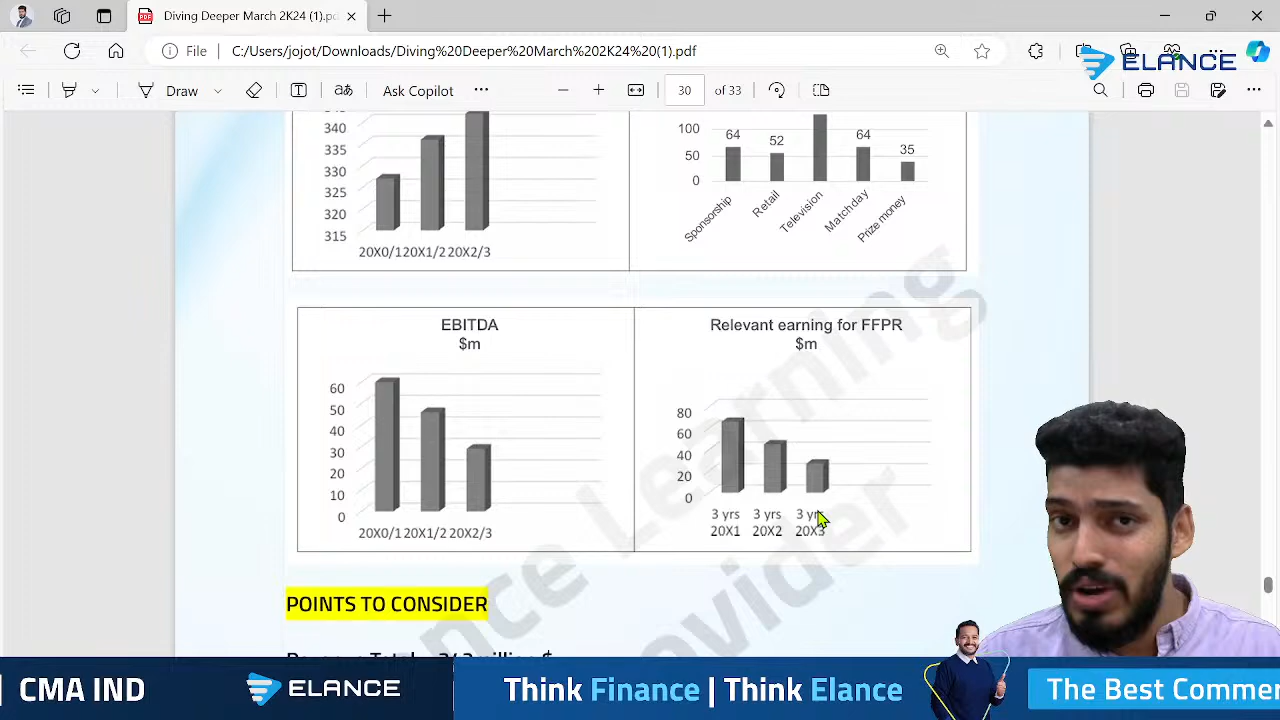 Diving Deeper March 2K24 (1).pd
File
C:/Users/jojot/Downloads/Diving%20Deeper%20March%202K24%20(1).pdf
ELANCE
Draw
Ask Copilot
30
of 33
340
335
330
325
320
315
20X0/1 20X1/2 20X2/3
100
50
0
64
52
64
35
Sponsorship
Retail
Television
Matchday
Prize money
EBITDA
$m
60
50
40
30
20
10
0
20X0/1 20X1/2 20X2/3
Relevant earning for FFPR
$m
80
60
40
20
0
3 yrs 3 yrs 3 yrs
20X1 20X2 20X3
POINTS TO CONSIDER
CMA IND
ELANCE
Think Finance | Think Elance
The Best Commer